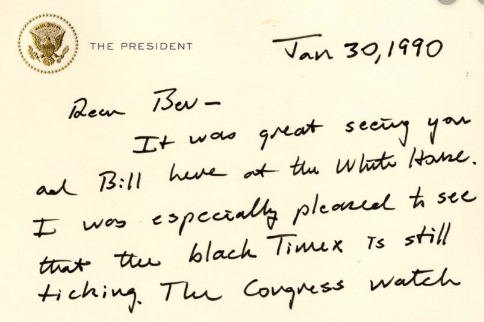 THE PRESIDENT
Jan 30, 1990
Dear Bev —
It was great seeing you
and Bill here at the White House.
I was especially pleased to see
that the black Timex is still
ticking. The Congress watch